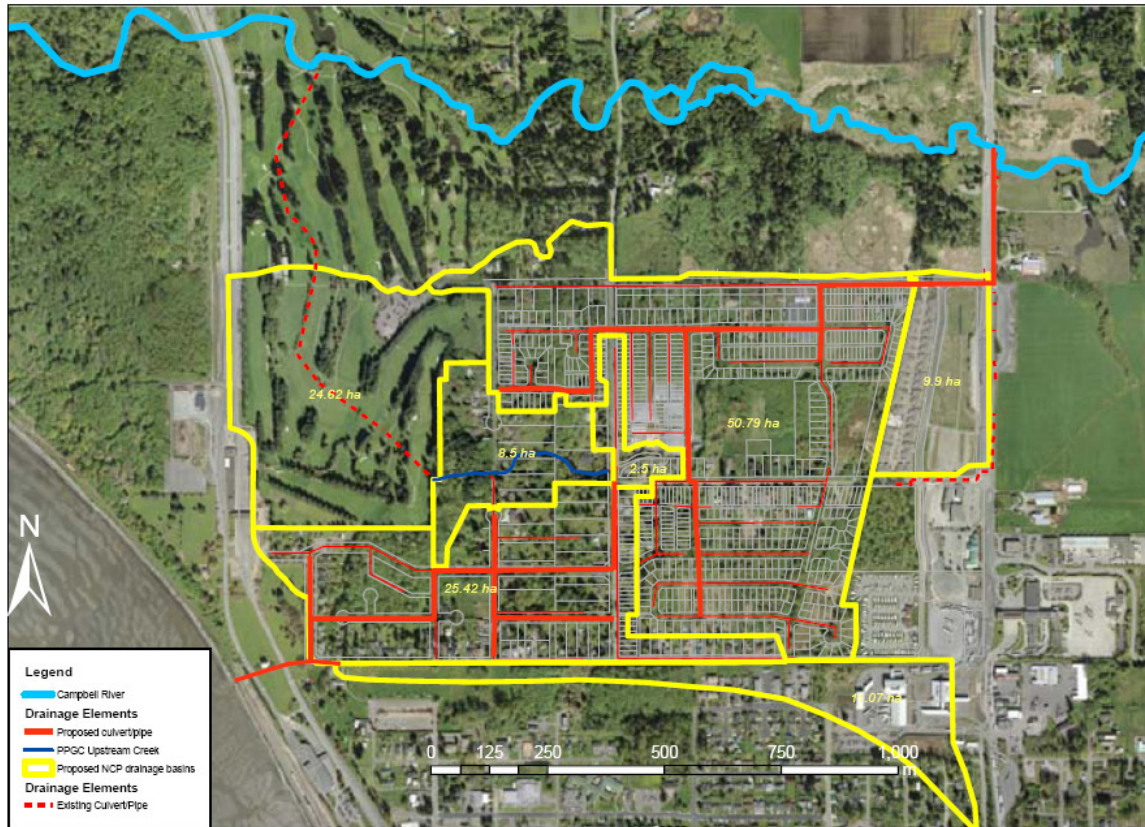 24.62 ha
8.5 ha
2.5 ha
50.79 ha
9.9 ha
25.42 ha
N
Legend
Campbell River
Drainage Elements
Proposed culvert/pipe
PPGC Upstream Creek
Proposed NCP drainage basins
Drainage Elements
Existing Culvert/Pipe
0 125 250 500 750 1,000
m